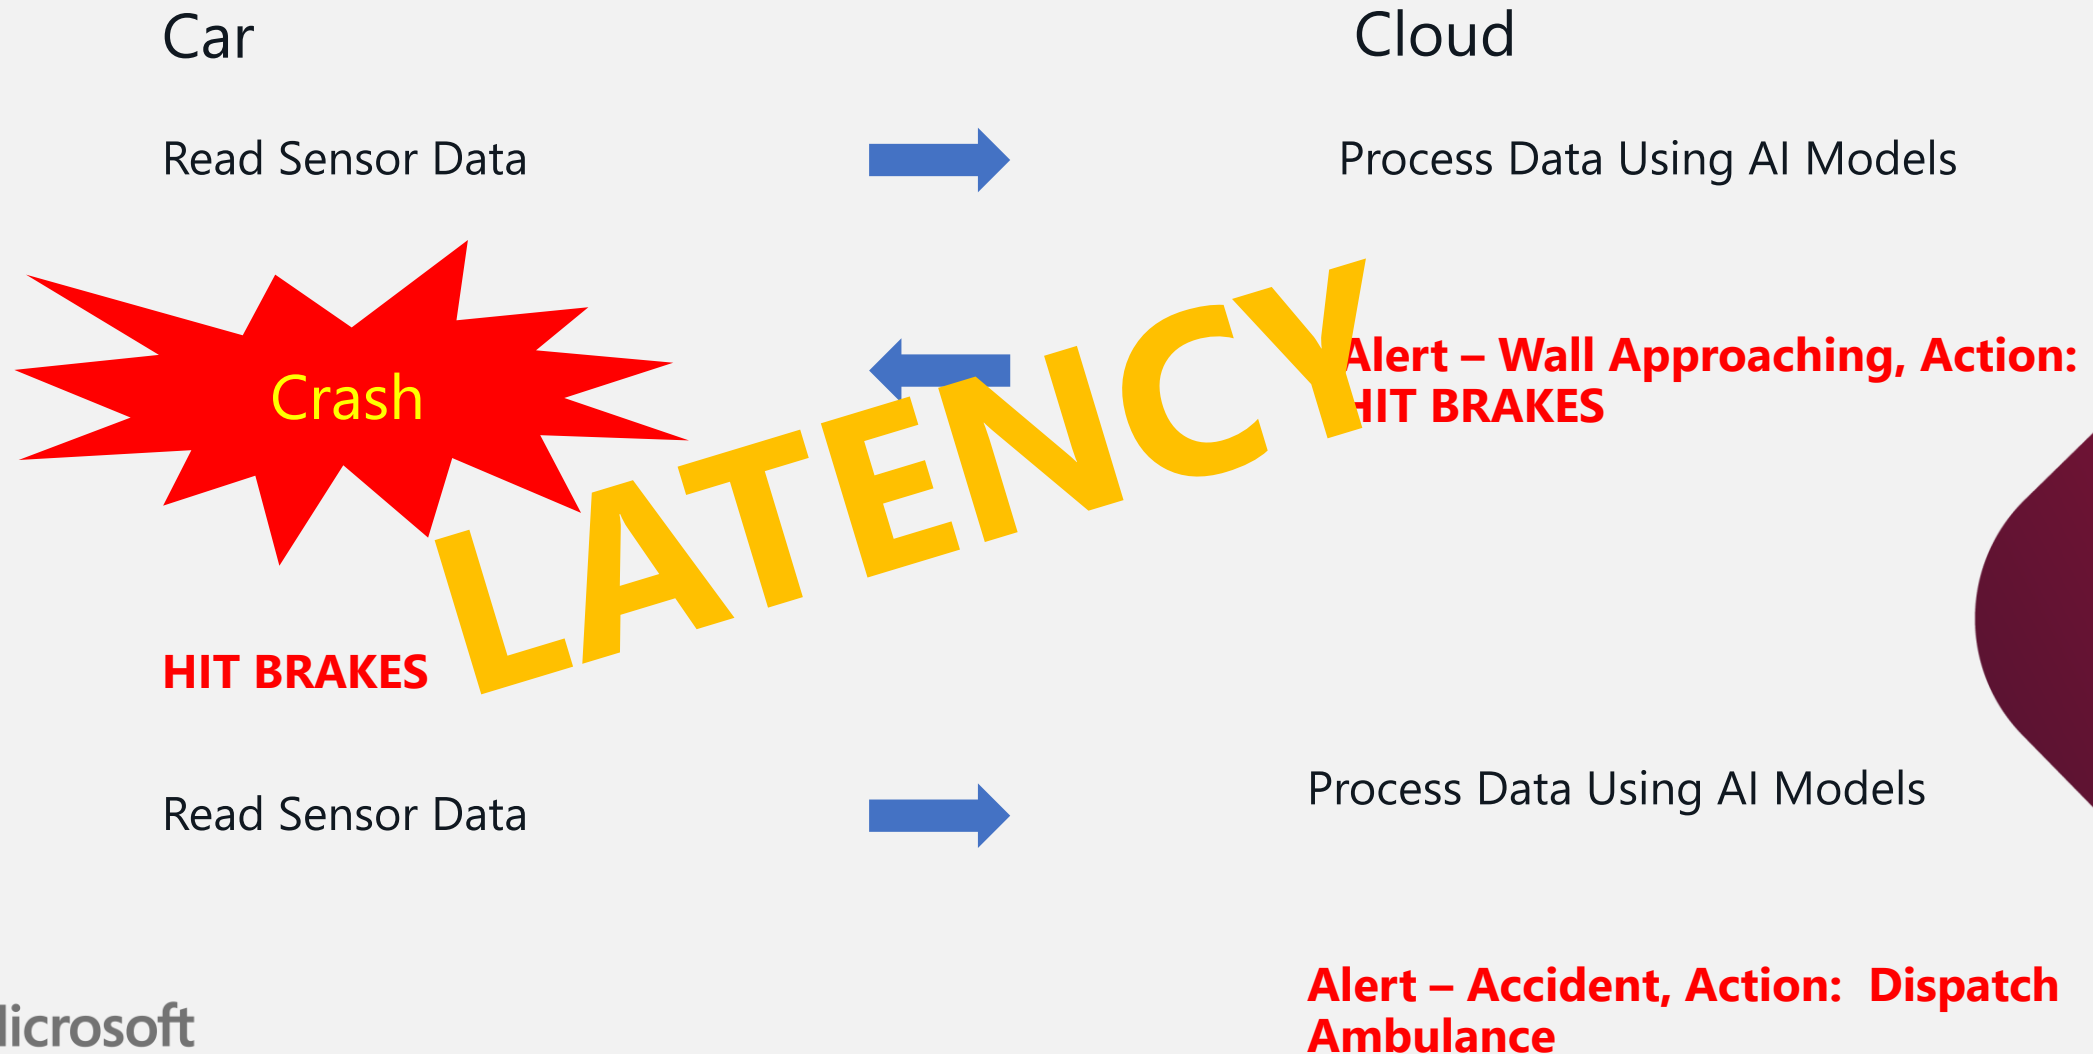 Car
Cloud
Read Sensor Data
Process Data Using AI Models
Crash
LATENCY
Alert – Wall Approaching, Action:
HIT BRAKES
HIT BRAKES
Read Sensor Data
Process Data Using AI Models
Alert – Accident, Action: Dispatch
Ambulance
licrosoft